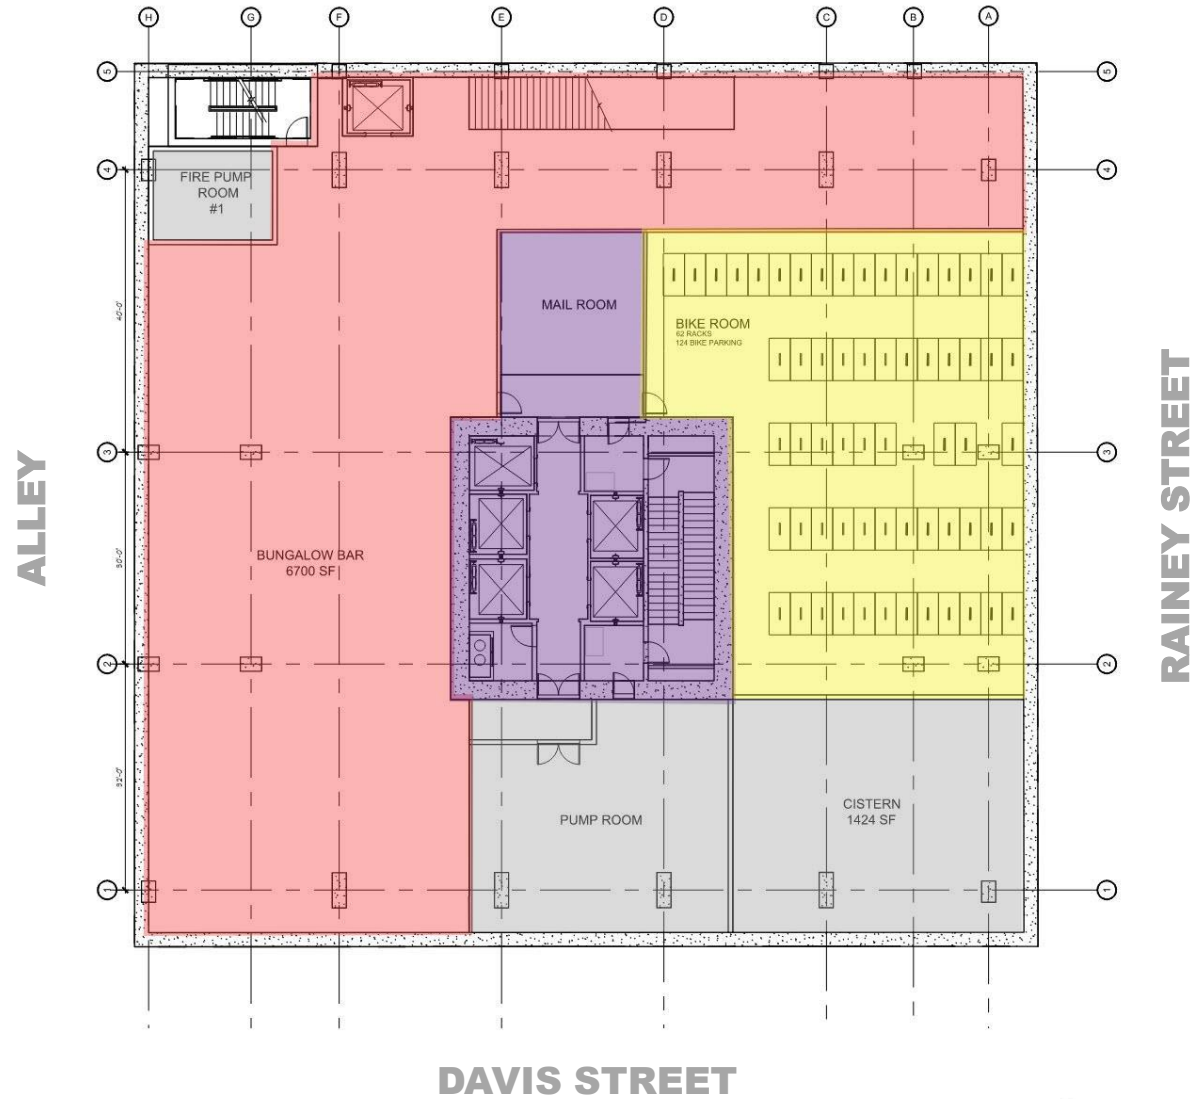 H G F E D C B A
5 5
4 4
FIRE PUMP
ROOM
#1
MAIL ROOM
BIKE ROOM
62 RACKS
124 BIKE PARKING
3 3
ALLEY
RAINEY STREET
BUNGALOW BAR
6700 SF
2 2
CISTERN
1424 SF
PUMP ROOM
1 1
DAVIS STREET